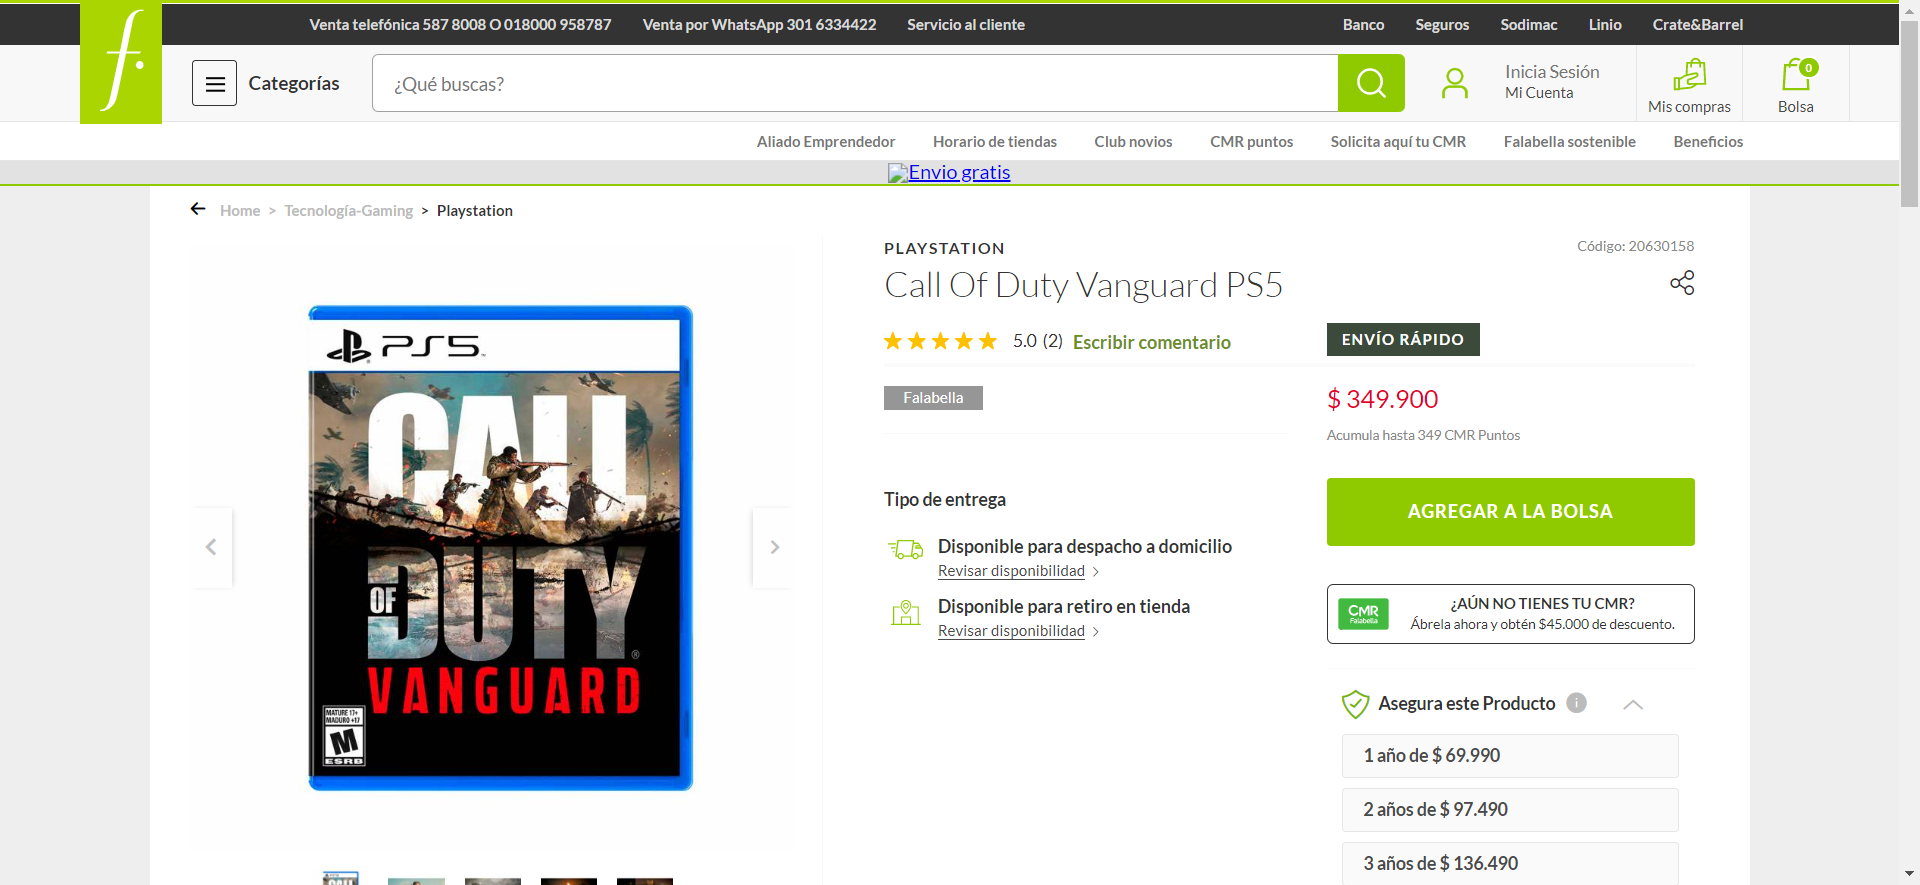 Venta telefónica 587 8008 O 018000 958787
Venta por WhatsApp 301 6334422
Servicio al cliente
Banco
Seguros
Sodimac
Linio
Crate&Barrel
f.
Categorías
¿Qué buscas?
Inicia Sesión
Mi Cuenta
Mis compras
0
Bolsa
Aliado Emprendedor
Horario de tiendas
Club novios
CMR puntos
Solicita aquí tu CMR
Falabella sostenible
Beneficios
Envio gratis
Home > Tecnología-Gaming > Playstation
PS5
CALL
OF DUTY
VANGUARD
MATURE 17+
MADURO +17
M
ESRB
PLAYSTATION
Código: 20630158
Call Of Duty Vanguard PS5
5.0 (2) Escribir comentario
ENVÍO RÁPIDO
Falabella
$ 349.900
Acumula hasta 349 CMR Puntos
Tipo de entrega
Disponible para despacho a domicilio
Revisar disponibilidad
Disponible para retiro en tienda
Revisar disponibilidad
AGREGAR A LA BOLSA
CMR
Falabella
¿AÚN NO TIENES TU CMR?
Ábrela ahora y obtén $45.000 de descuento.
Asegura este Producto
i
1 año de $ 69.990
2 años de $ 97.490
3 años de $ 136.490